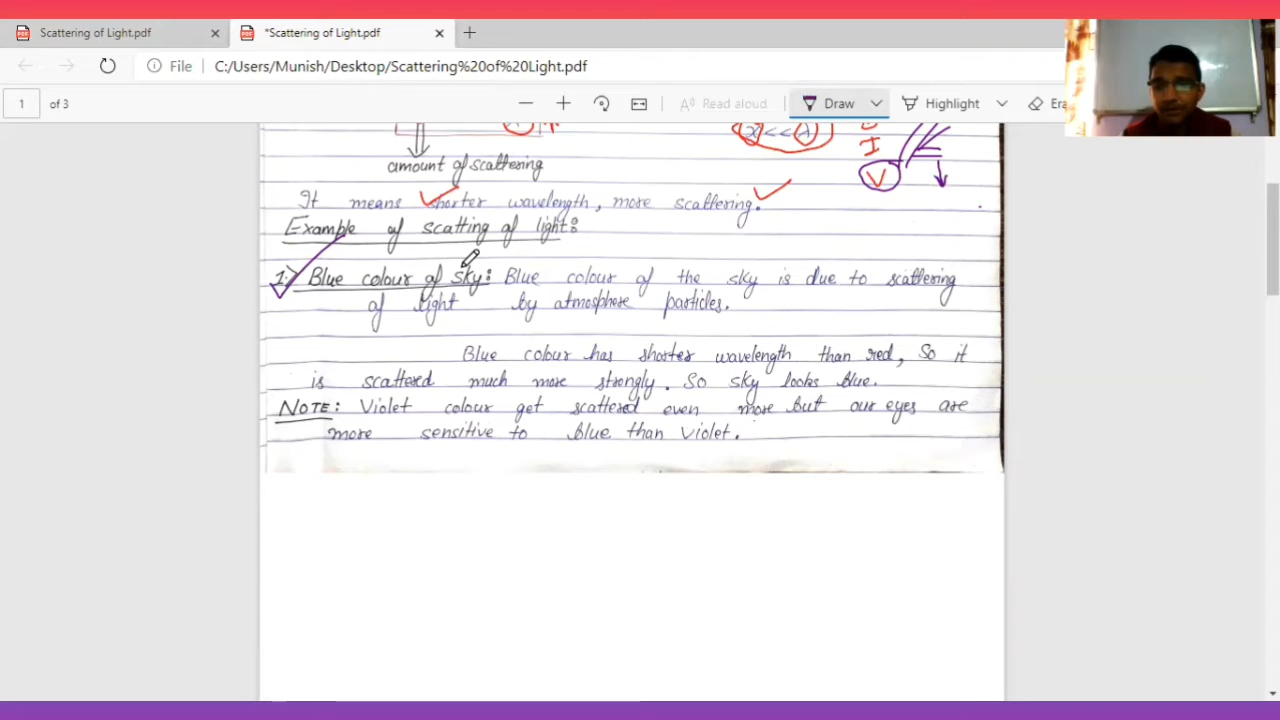 Scattering of Light.pdf
*Scattering of Light.pdf
File C:/Users/Munish/Desktop/Scattering%20of%20Light.pdf
1 of 3 Read aloud Draw Highlight Era
x << λ
I
amount of scattering
V
It means shorter wavelength, more scattering.
Example of scatting of light:
1> Blue colour of sky: Blue colour of the sky is due to scattering
of light by atmosphere particles.
Blue colour has shorter wavelength than red, So it
is scattered much more strongly. So sky looks blue.
NOTE: Violet colour get scattered even more but our eyes are
more sensitive to blue than violet.